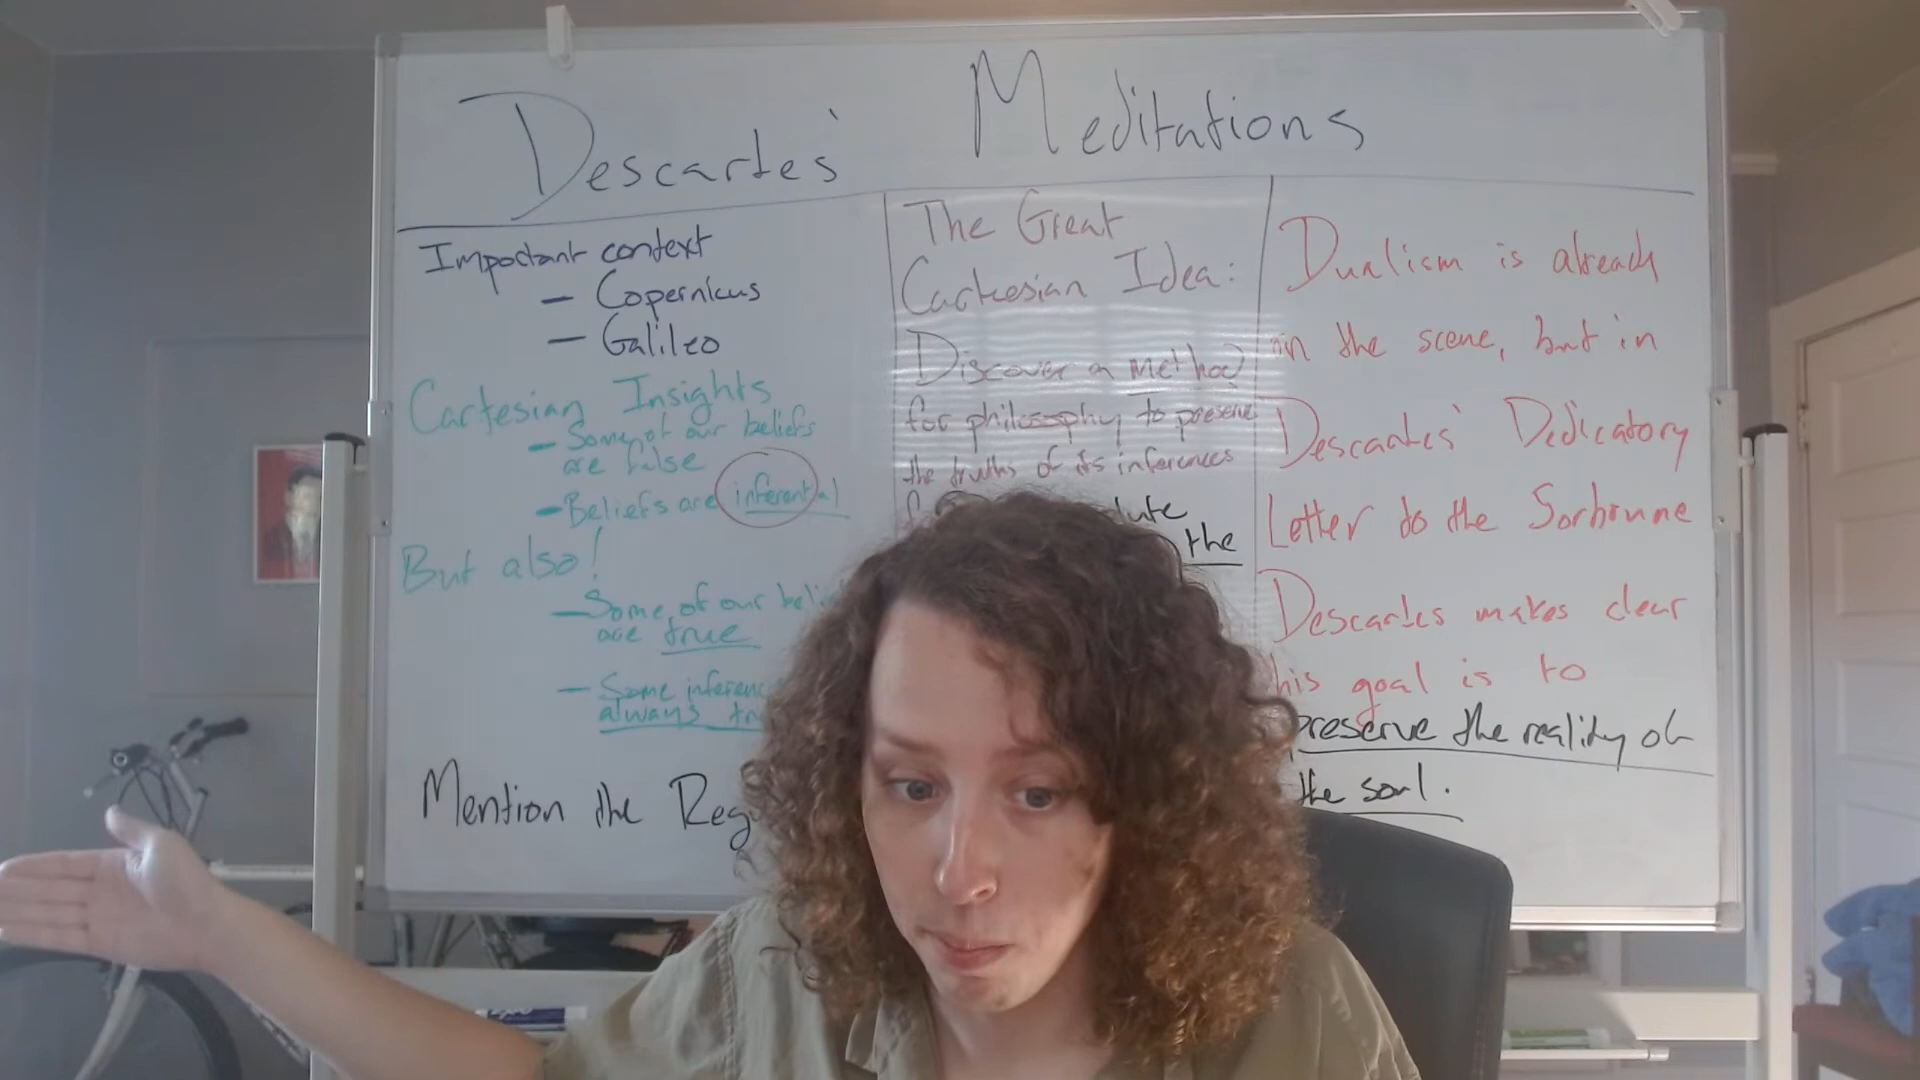 Descartes' Meditations
Important context
– Copernicus
– Galileo
Cartesian Insights
– Some of our beliefs
are false
– Beliefs are inferential
But also!
– Some of our
are true
– Some
always
Mention the
The Great
Cartesian Idea:
Discover a method
for philosophy to preserve
the truths of its inferences
the
Dualism is already
in the scene, but in
Descartes' Dedicatory
Letter to the Sorbonne
Descartes makes clear
his goal is to
preserve the reality of
the soul.